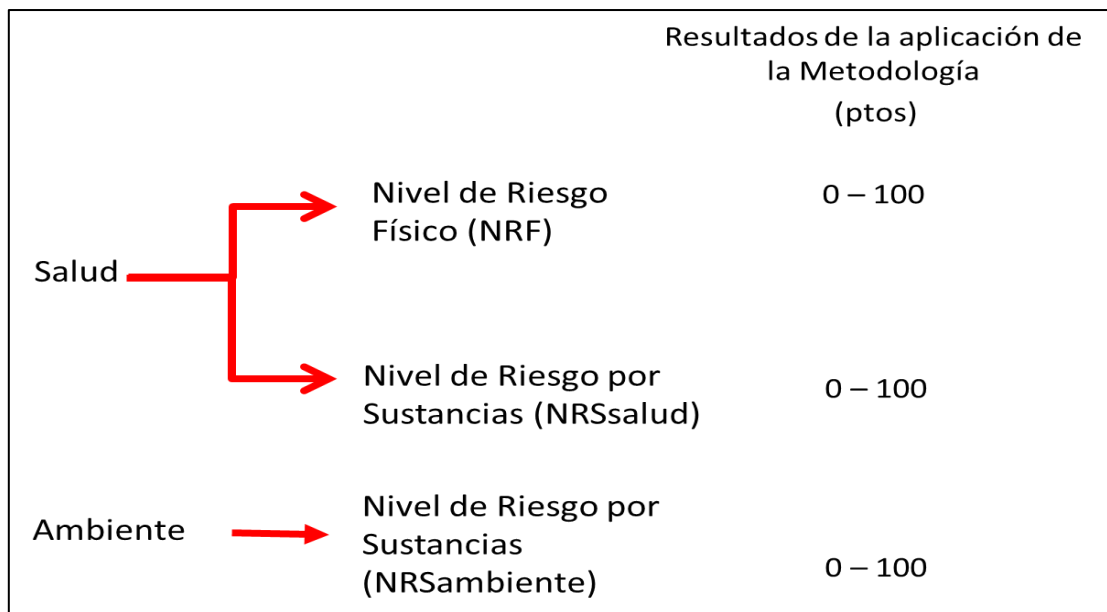 Resultados de la aplicación de
la Metodología
(ptos)
Nivel de Riesgo
Físico (NRF)
0 – 100
Salud
Nivel de Riesgo por
Sustancias (NRSsalud)
0 – 100
Ambiente
Nivel de Riesgo por
Sustancias
(NRSambiente)
0 – 100